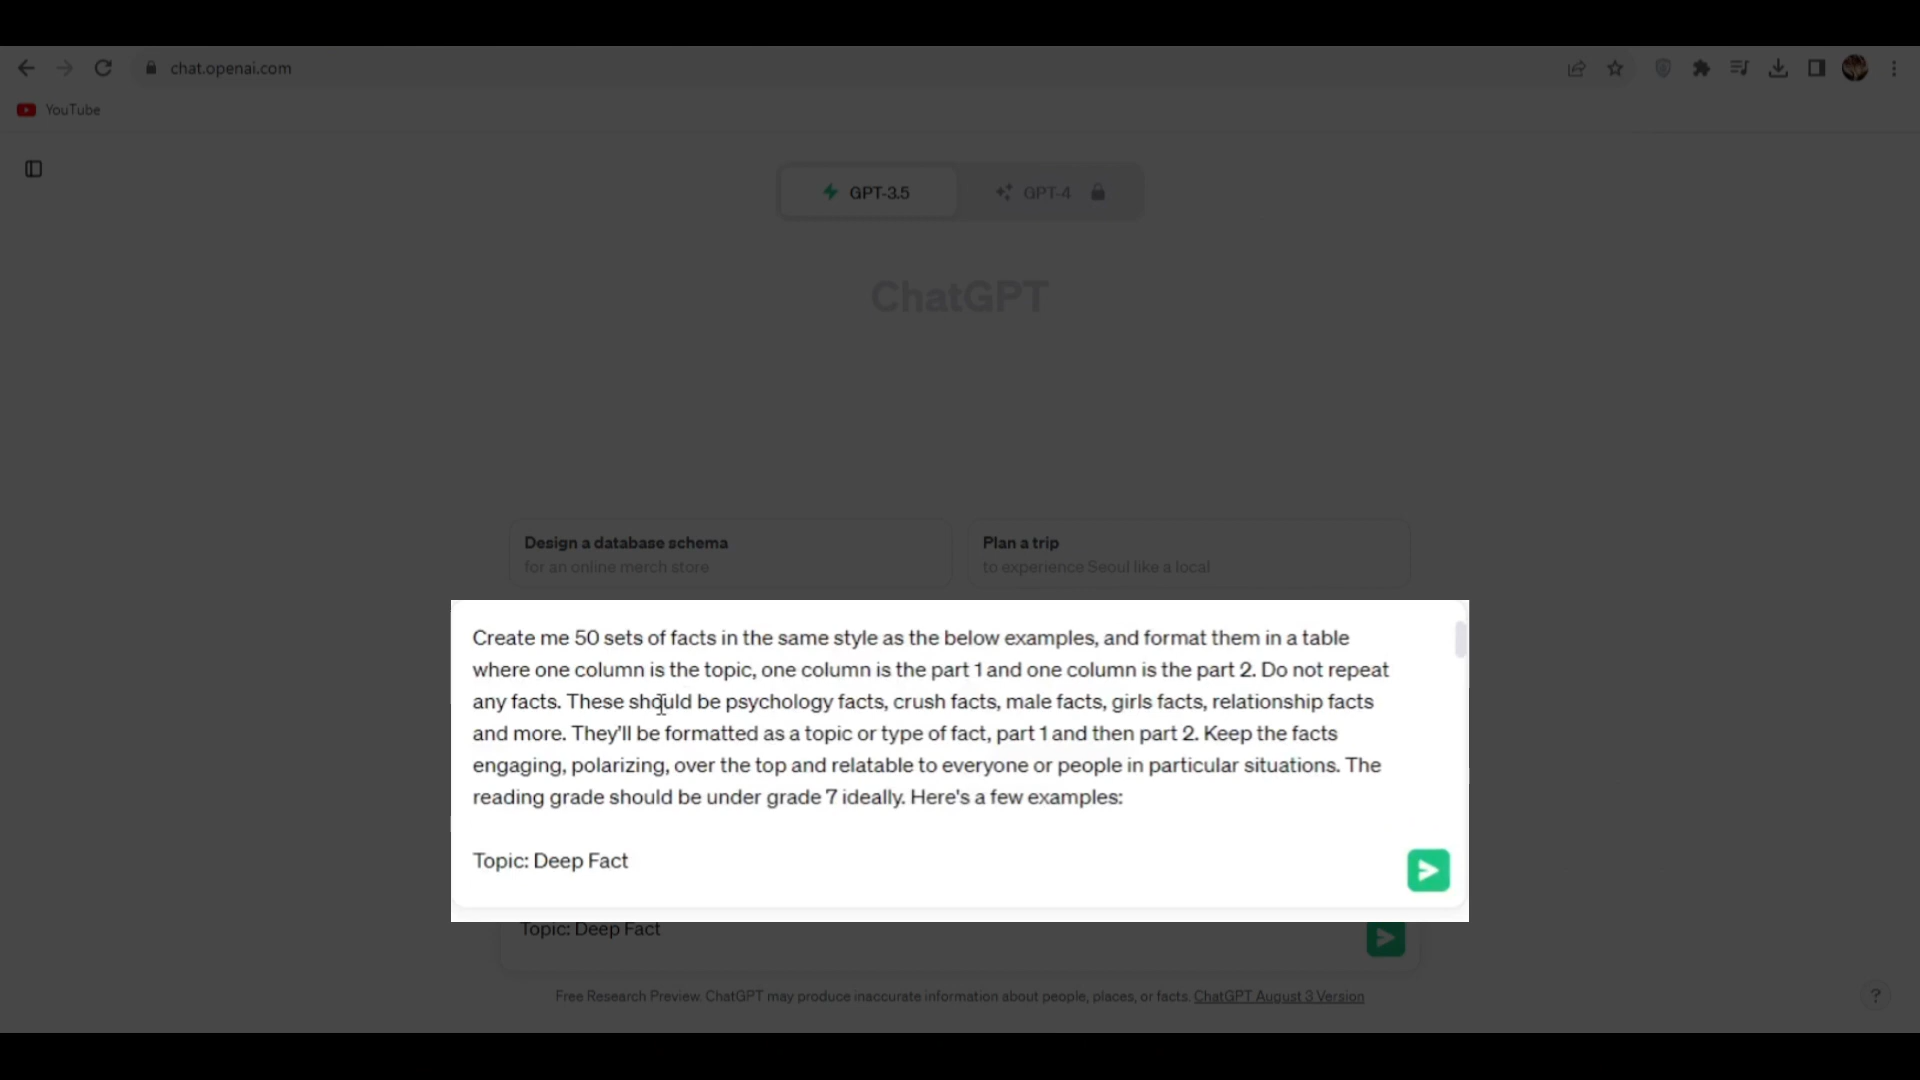 chat.openai.com
YouTube
GPT-3.5
GPT-4
ChatGPT
Design a database schema
for an online merch store
Plan a trip
to experience Seoul like a local
Create me 50 sets of facts in the same style as the below examples, and format them in a table
where one column is the topic, one column is the part 1 and one column is the part 2. Do not repeat
any facts. These should be psychology facts, crush facts, male facts, girls facts, relationship facts
and more. They'll be formatted as a topic or type of fact, part 1 and then part 2. Keep the facts
engaging, polarizing, over the top and relatable to everyone or people in particular situations. The
reading grade should be under grade 7 ideally. Here's a few examples:
Topic: Deep Fact
Topic: Deep Fact
Free Research Preview. ChatGPT may produce inaccurate information about people, places, or facts. ChatGPT August 3 Version
?